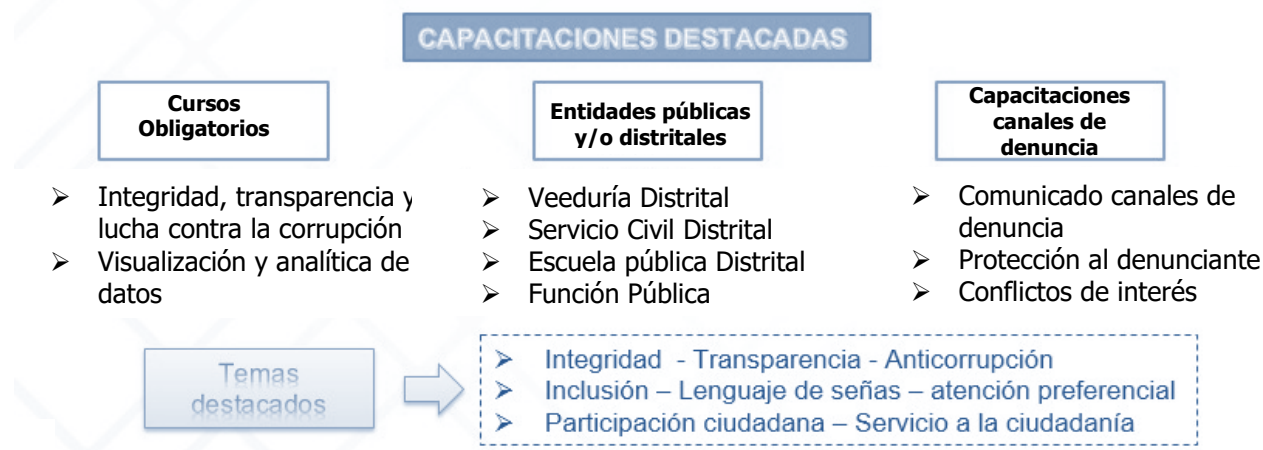 CAPACITACIONES DESTACADAS
Cursos
Obligatorios
➢ Integridad, transparencia y
lucha contra la corrupción
➢ Visualización y analítica de
datos
Entidades públicas
y/o distritales
➢ Veeduría Distrital
➢ Servicio Civil Distrital
➢ Escuela pública Distrital
➢ Función Pública
Capacitaciones
canales de
denuncia
➢ Comunicado canales de
denuncia
➢ Protección al denunciante
➢ Conflictos de interés
Temas
destacados
➢ Integridad - Transparencia - Anticorrupción
➢ Inclusión – Lenguaje de señas – atención preferencial
➢ Participación ciudadana – Servicio a la ciudadanía